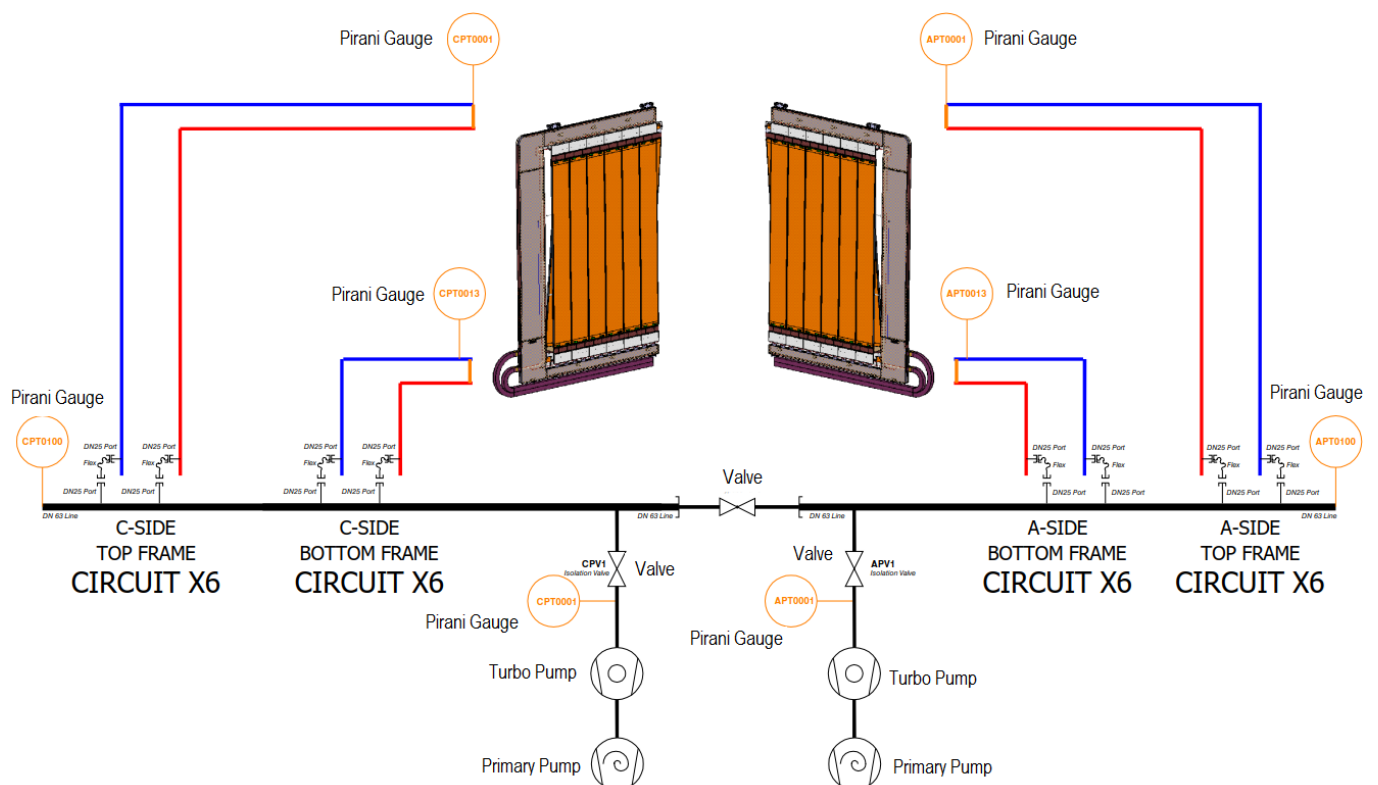 Pirani Gauge
CPT0001
APT0001
Pirani Gauge
Pirani Gauge
CPT0013
APT0013
Pirani Gauge
Pirani Gauge
CPT0100
Pirani Gauge
APT0100
DN25 Port
DN25 Port
DN25 Port
DN25 Port
DN25 Port
DN25 Port
DN25 Port
DN25 Port
Flex
Flex
Flex
Flex
Flex
Flex
Flex
Flex
DN25 Port
DN25 Port
DN25 Port
DN25 Port
DN25 Port
DN25 Port
DN25 Port
DN25 Port
Valve
DN 63 Line
DN 63 Line
DN 63 Line
C-SIDE
TOP FRAME
CIRCUIT X6
C-SIDE
BOTTOM FRAME
CIRCUIT X6
A-SIDE
BOTTOM FRAME
CIRCUIT X6
A-SIDE
TOP FRAME
CIRCUIT X6
CPV1
Isolation Valve
Valve
Valve
APV1
Isolation Valve
CPT0001
Pirani Gauge
APT0001
Pirani Gauge
Turbo Pump
Turbo Pump
Primary Pump
Primary Pump